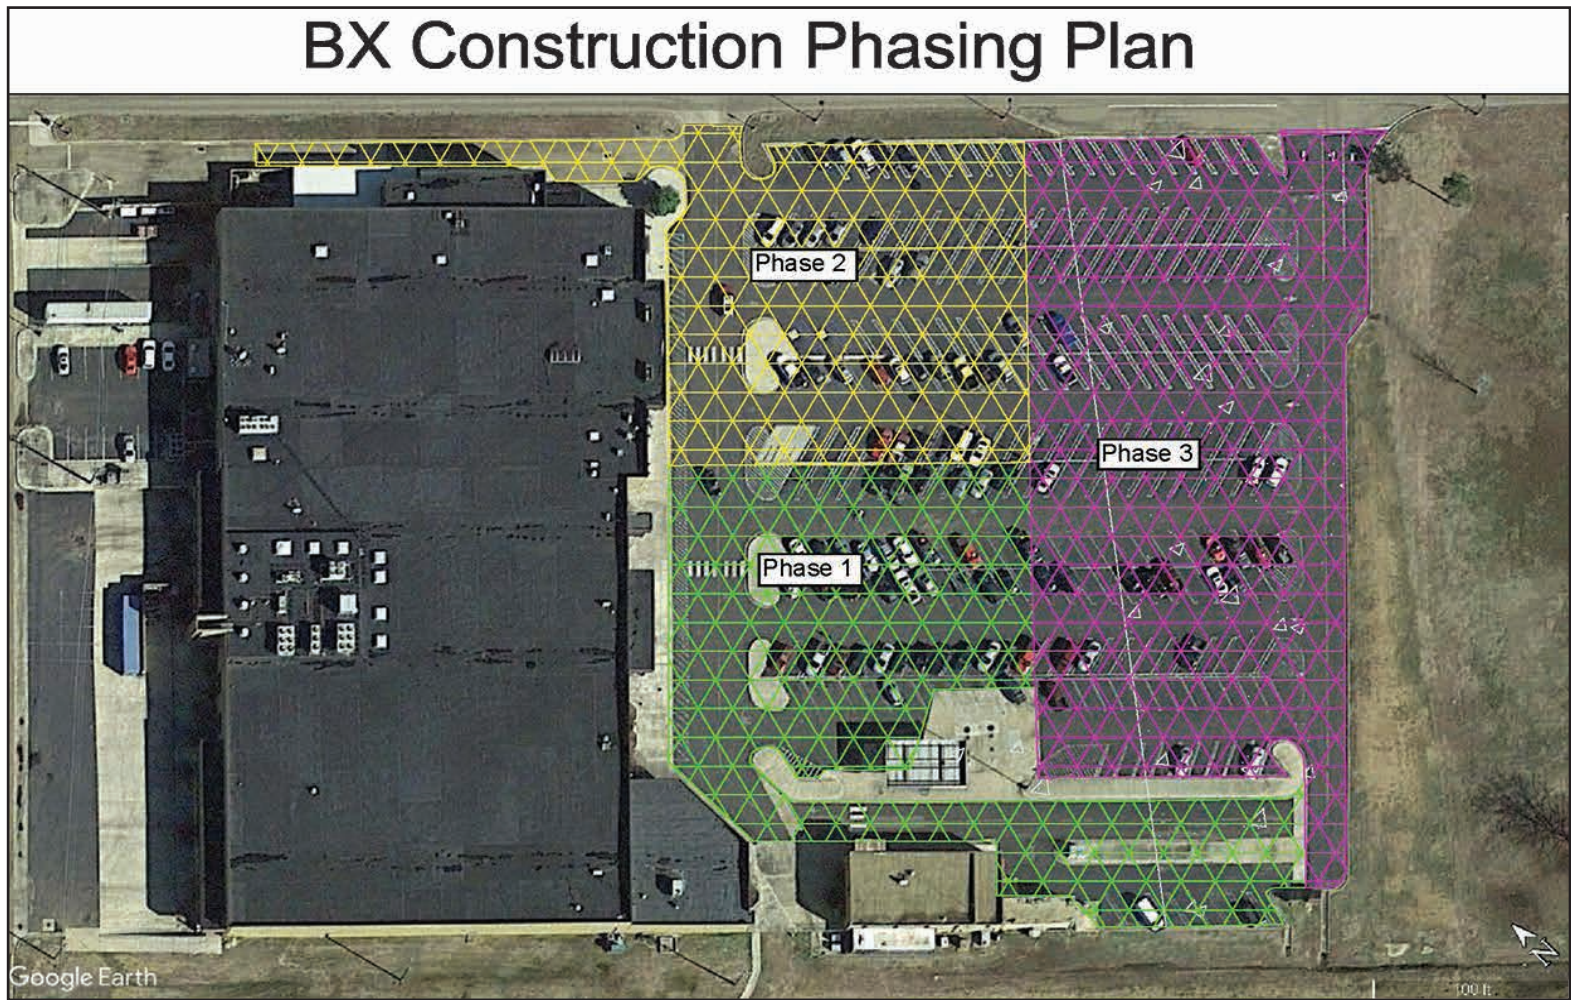 BX Construction Phasing Plan
Phase 2
Phase 3
Phase 1
N
Google Earth
100 ft